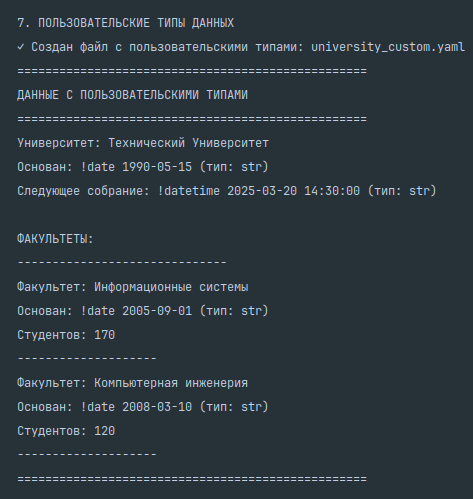 7. ПОЛЬЗОВАТЕЛЬСКИЕ ТИПЫ ДАННЫХ
✓ Создан файл с пользовательскими типами: university_custom.yaml
==================================================
ДАННЫЕ С ПОЛЬЗОВАТЕЛЬСКИМИ ТИПАМИ
==================================================
Университет: Технический Университет
Основан: !date 1990-05-15 (тип: str)
Следующее собрание: !datetime 2025-03-20 14:30:00 (тип: str)
ФАКУЛЬТЕТЫ:
------------------------------
Факультет: Информационные системы
Основан: !date 2005-09-01 (тип: str)
Студентов: 170
--------------------
Факультет: Компьютерная инженерия
Основан: !date 2008-03-10 (тип: str)
Студентов: 120
--------------------
==================================================